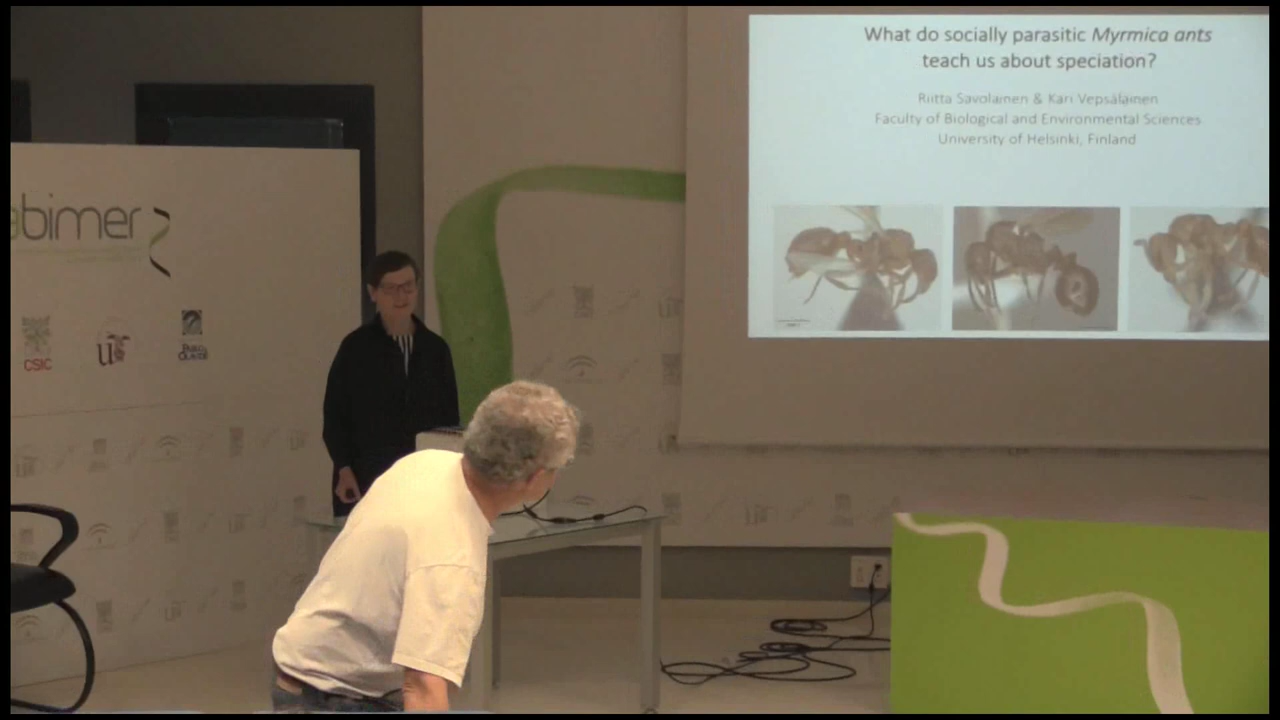 What do socially parasitic Myrmica ants
teach us about speciation?
Riitta Savolainen & Kari Vepsäläinen
Faculty of Biological and Environmental Sciences
University of Helsinki, Finland
abimer
CSIC